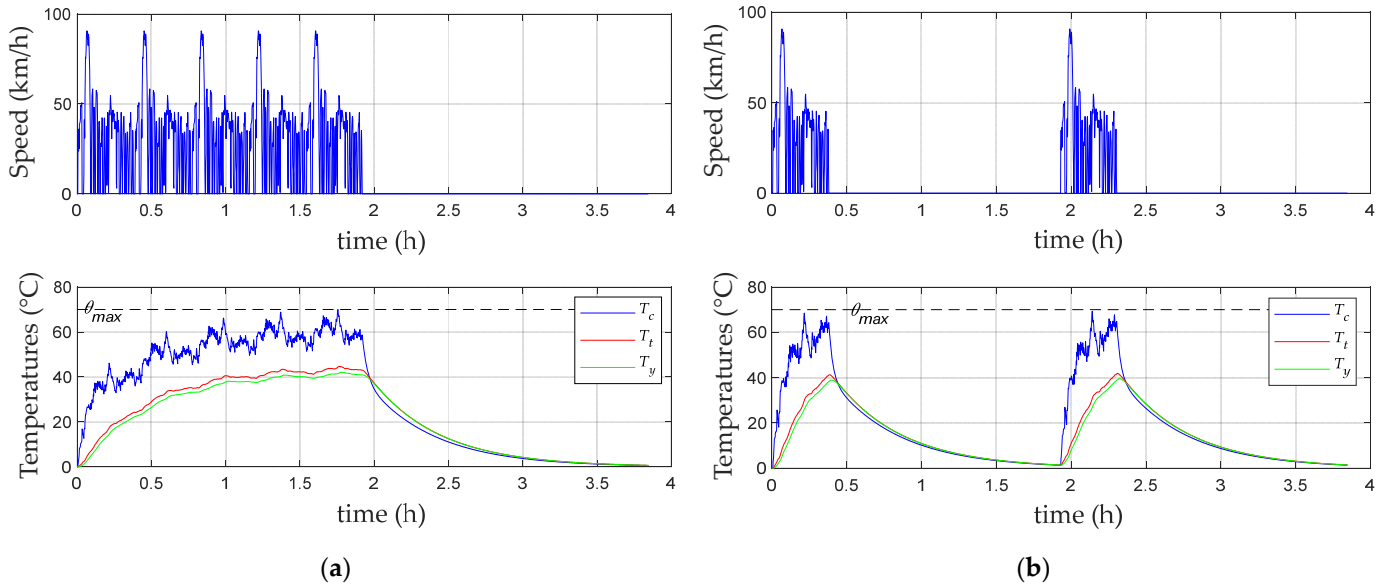 Speed (km/h)
100
50
0
0 0.5 1 1.5 2 2.5 3 3.5 4
time (h)
Speed (km/h)
100
50
0
0 0.5 1 1.5 2 2.5 3 3.5 4
time (h)
Temperatures (°C)
80
60
40
20
0
θmax
Tc
Tt
Ty
0 0.5 1 1.5 2 2.5 3 3.5 4
time (h)
Temperatures (°C)
80
60
40
20
0
θmax
Tc
Tt
Ty
0 0.5 1 1.5 2 2.5 3 3.5 4
time (h)
(a)
(b)